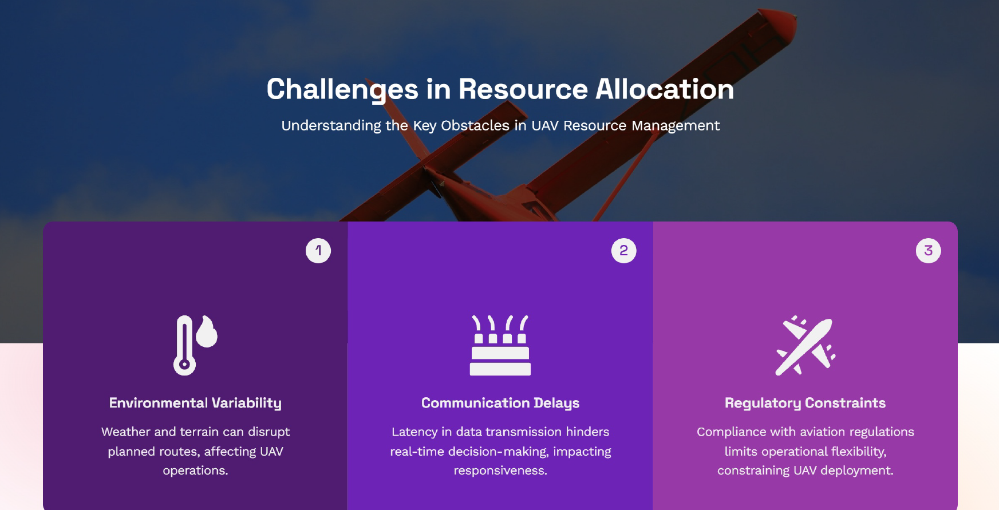 Challenges in Resource Allocation
Understanding the Key Obstacles in UAV Resource Management
1
Environmental Variability
Weather and terrain can disrupt
planned routes, affecting UAV
operations.
2
Communication Delays
Latency in data transmission hinders
real-time decision-making, impacting
responsiveness.
3
Regulatory Constraints
Compliance with aviation regulations
limits operational flexibility,
constraining UAV deployment.